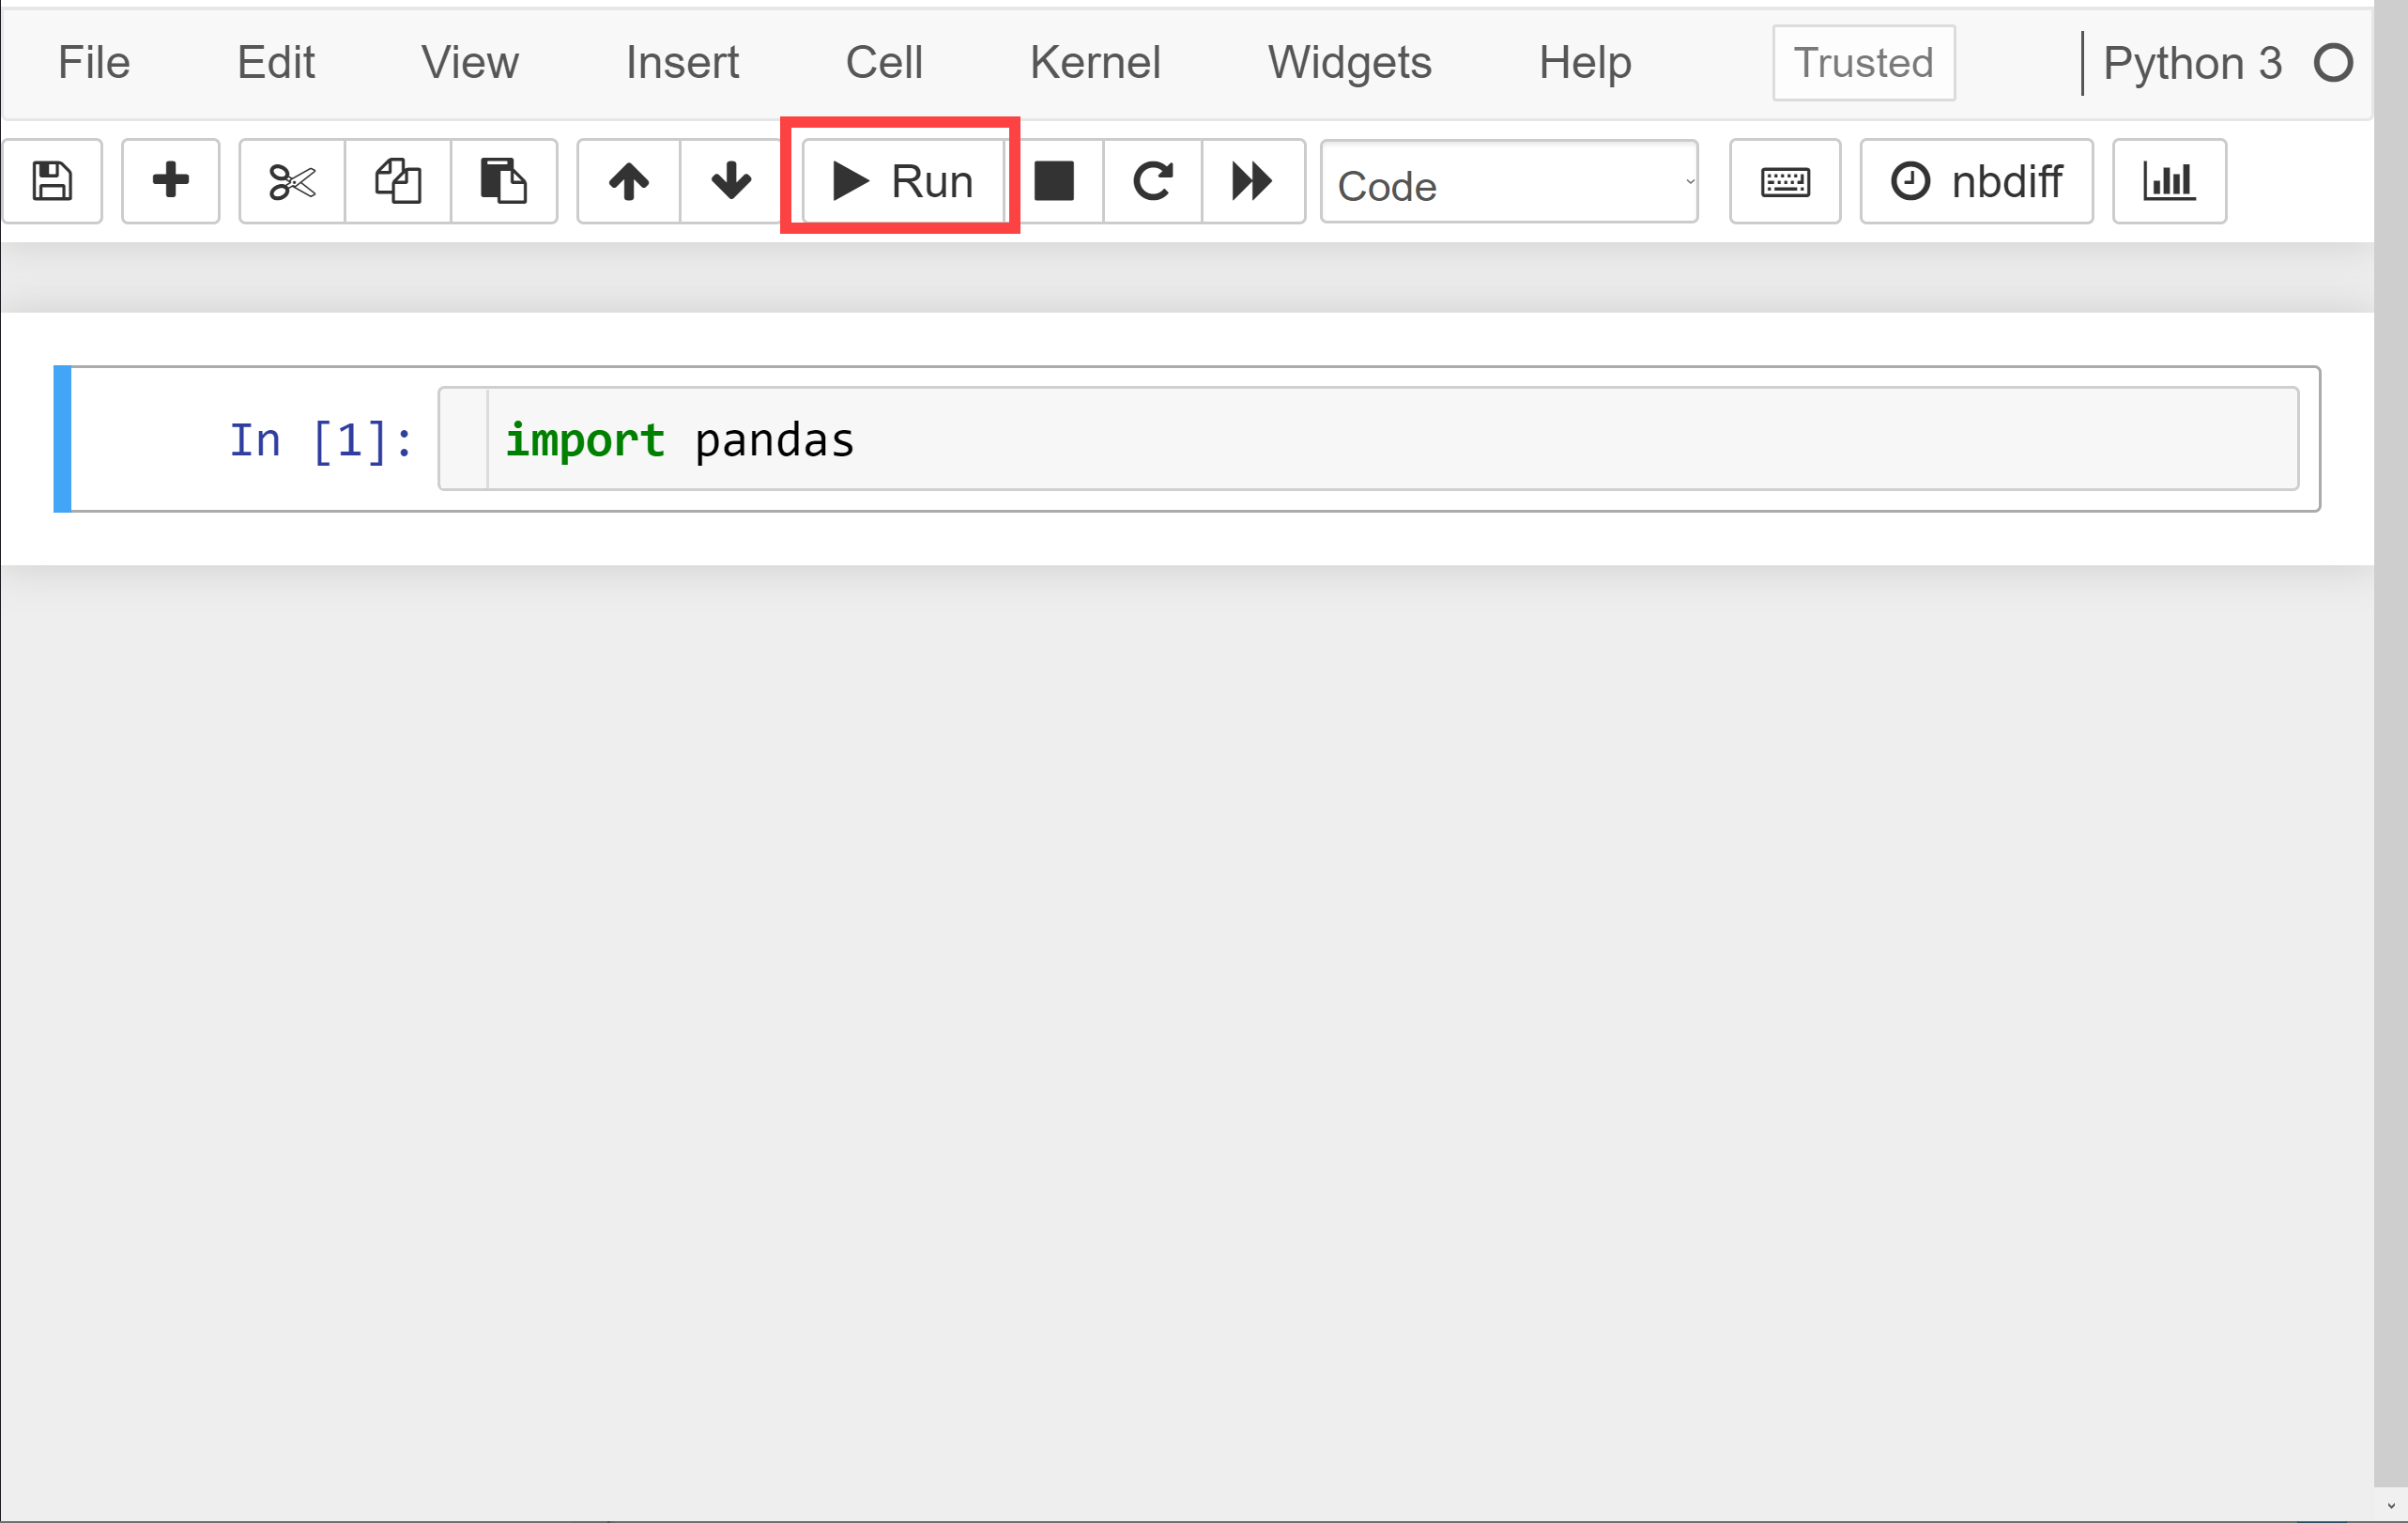 File Edit View Insert Cell Kernel Widgets Help Trusted Python 3
Run Code nbdiff
In [1]: import pandas